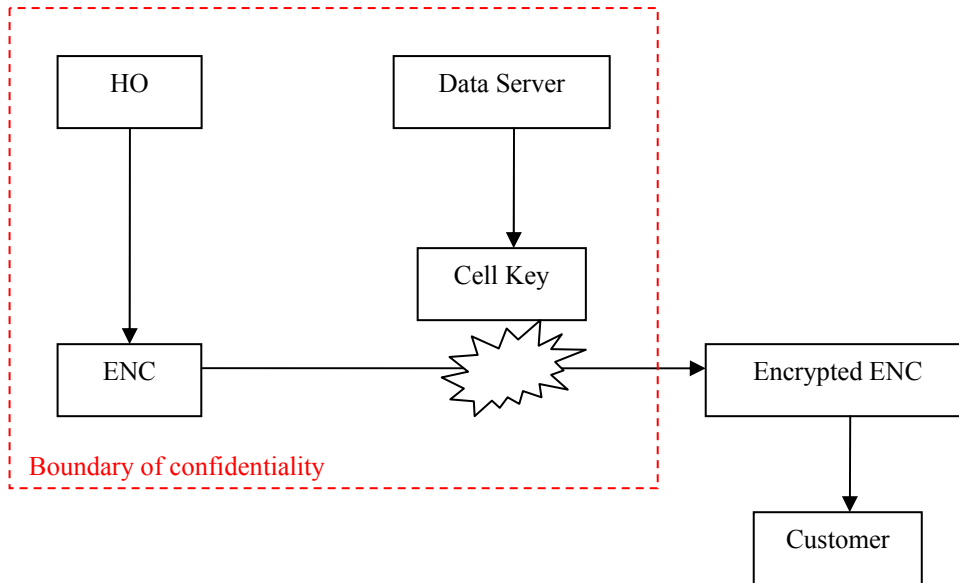 HO
Data Server
Cell Key
ENC
Encrypted ENC
Boundary of confidentiality
Customer